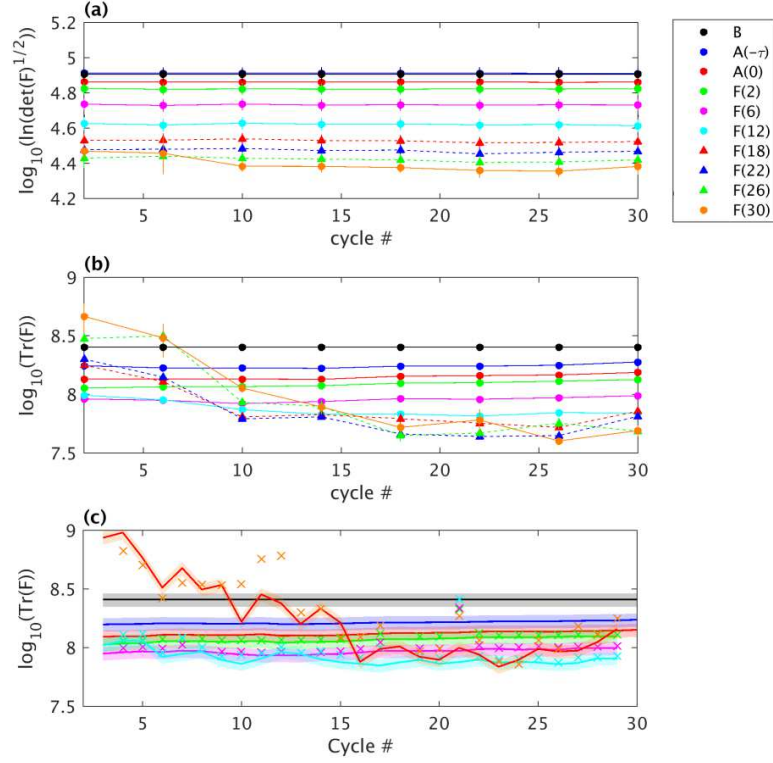 (a)
5.2
5
4.8
4.6
4.4
4.2
log10(ln(det(F)^1/2))
5 10 15 20 25 30
cycle #
B
A(-τ)
A(0)
F(2)
F(6)
F(12)
F(18)
F(22)
F(26)
F(30)
(b)
9
8.5
8
7.5
log10(Tr(F))
5 10 15 20 25 30
cycle #
(c)
9
8.5
8
7.5
log10(Tr(F))
5 10 15 20 25 30
Cycle #